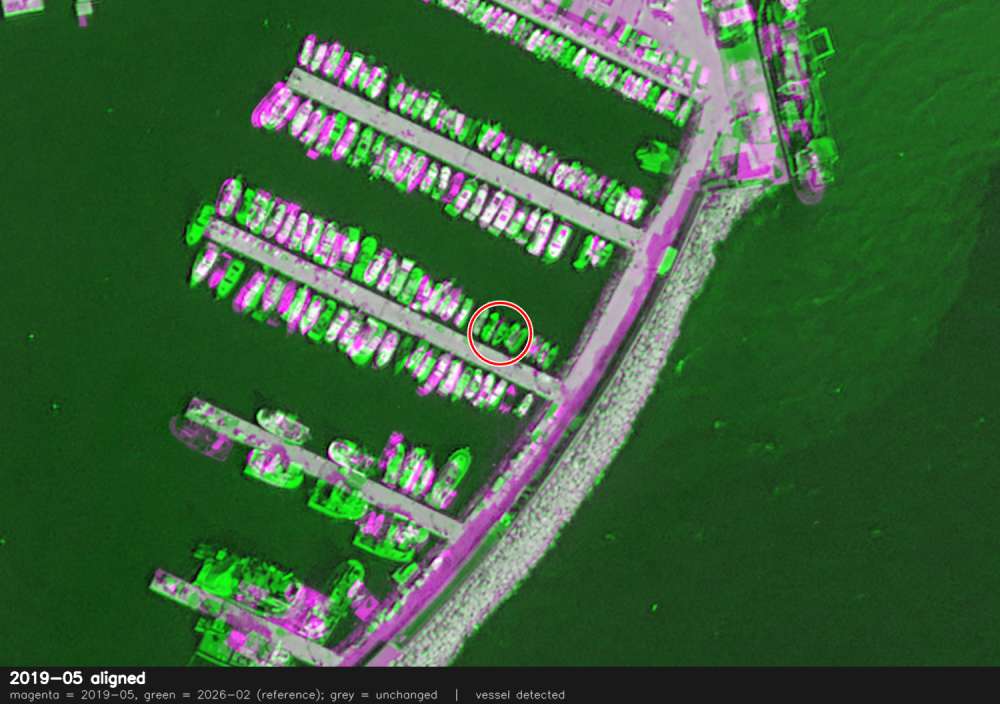 2019-05 aligned
magenta = 2019-05, green = 2026-02 (reference); grey = unchanged | vessel detected